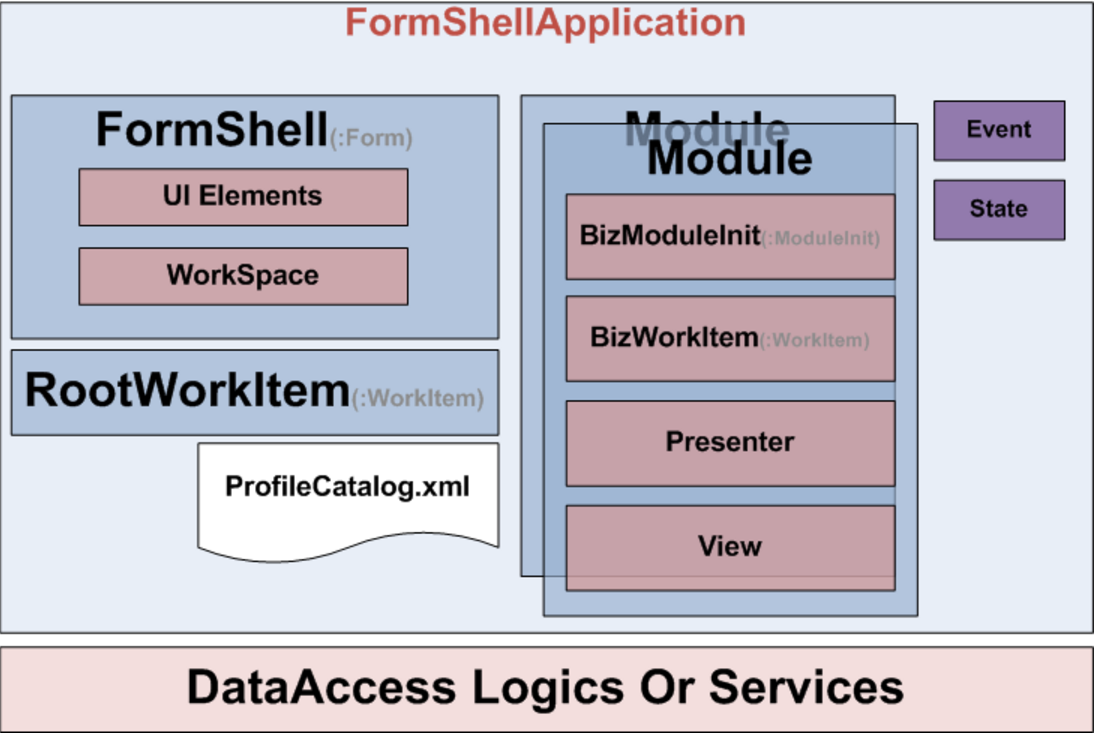 FormShellApplication
FormShell(:Form)
UI Elements
WorkSpace
RootWorkItem(:WorkItem)
ProfileCatalog.xml
Module
Module
BizModuleInit(:ModuleInit)
BizWorkItem(:WorkItem)
Presenter
View
Event
State
DataAccess Logics Or Services